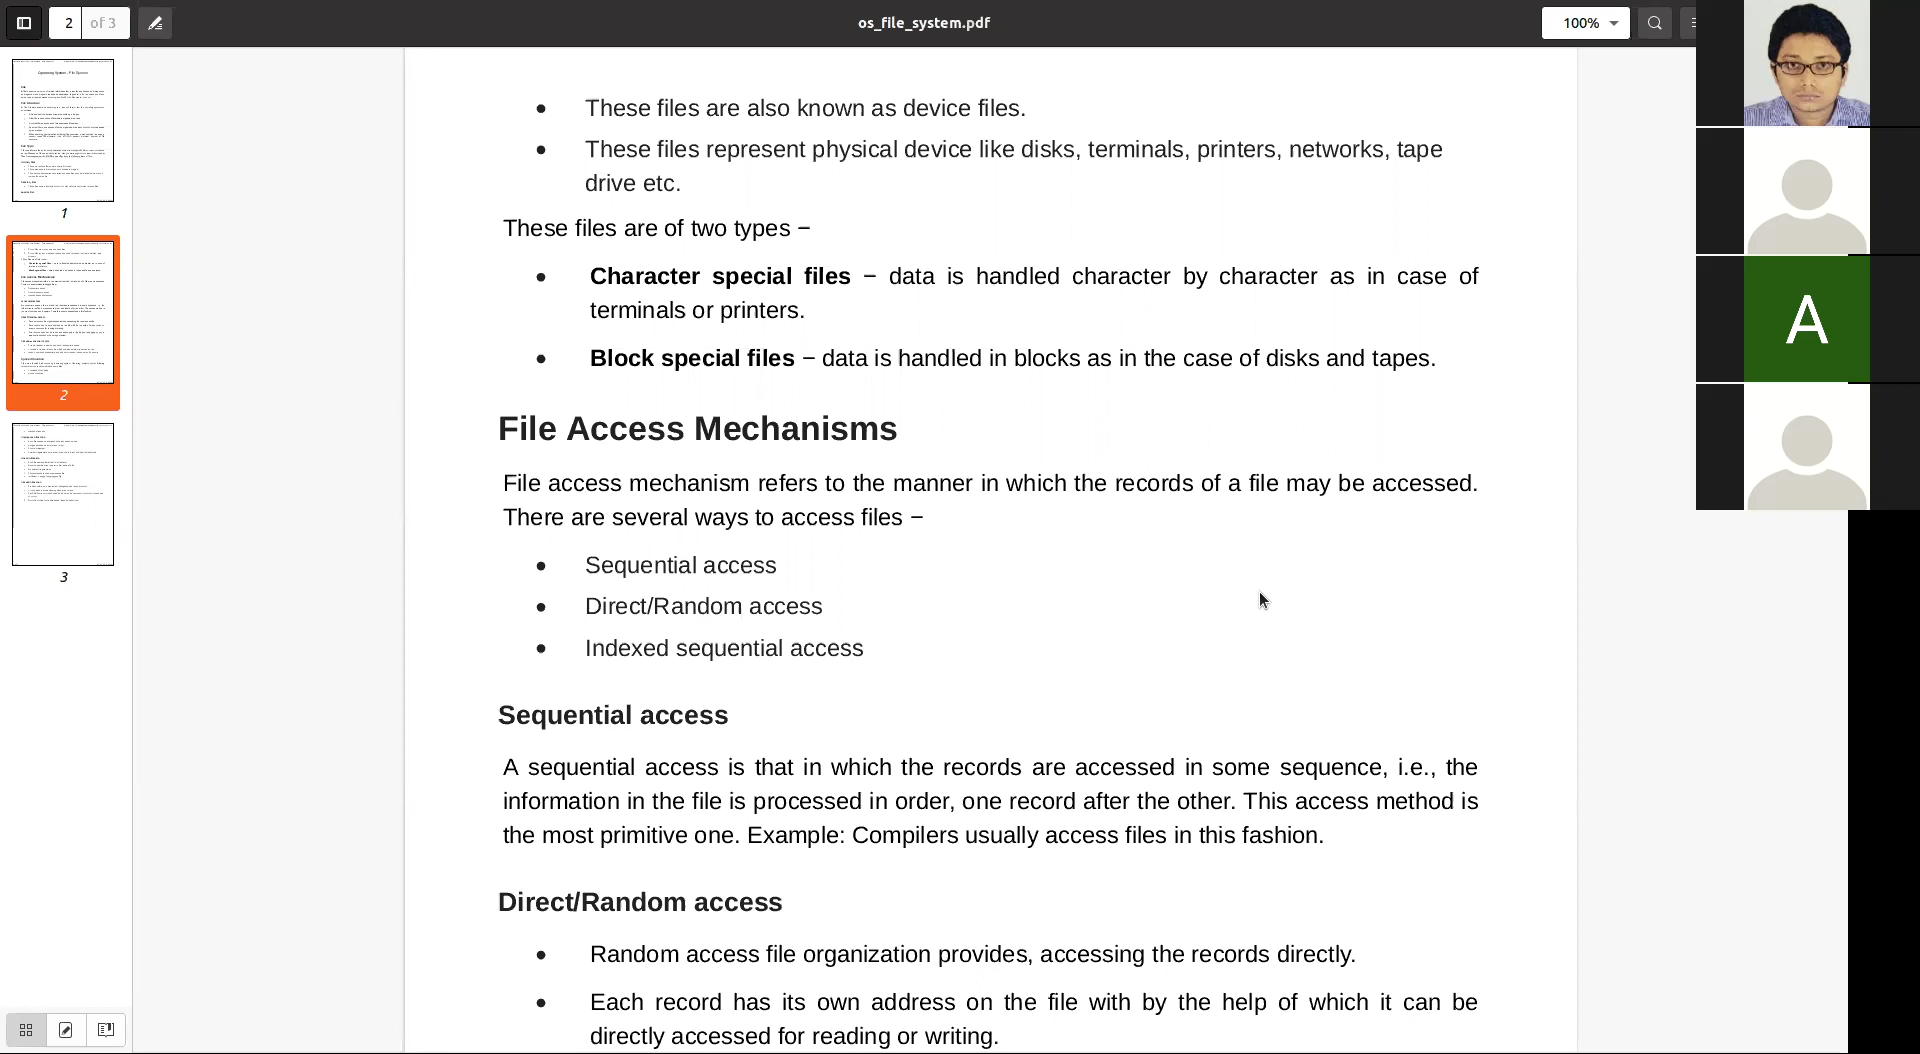 2 of 3
os_file_system.pdf
100%
These files are also known as device files.
These files represent physical device like disks, terminals, printers, networks, tape
drive etc.
These files are of two types −
Character special files − data is handled character by character as in case of
terminals or printers.
Block special files − data is handled in blocks as in the case of disks and tapes.
File Access Mechanisms
File access mechanism refers to the manner in which the records of a file may be accessed.
There are several ways to access files −
Sequential access
Direct/Random access
Indexed sequential access
Sequential access
A sequential access is that in which the records are accessed in some sequence, i.e., the
information in the file is processed in order, one record after the other. This access method is
the most primitive one. Example: Compilers usually access files in this fashion.
Direct/Random access
Random access file organization provides, accessing the records directly.
Each record has its own address on the file with by the help of which it can be
directly accessed for reading or writing.
1
2
3
A